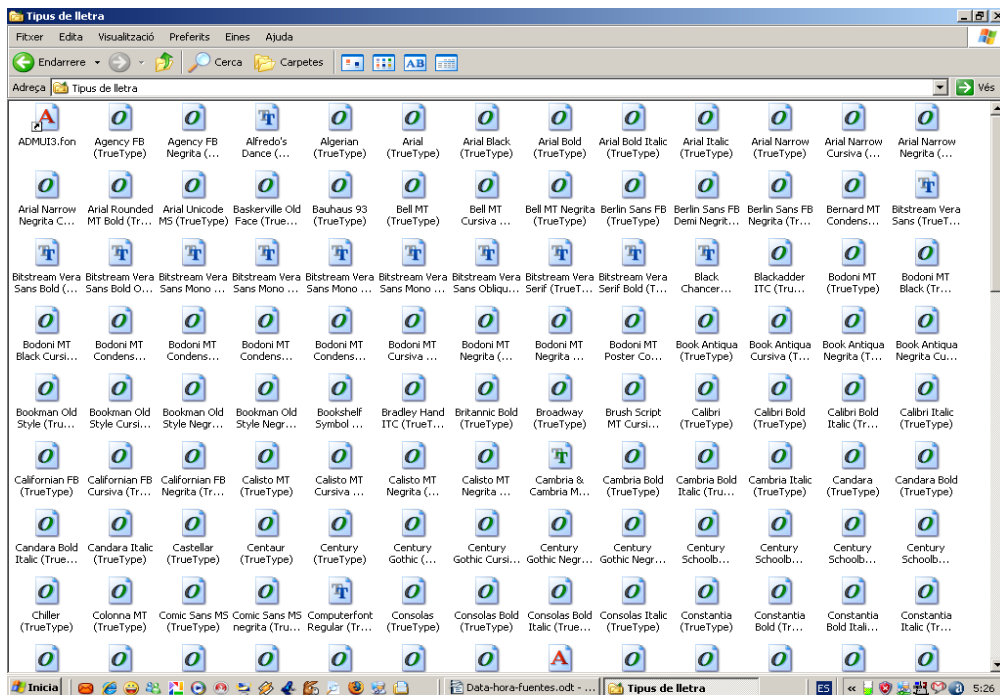 Tipus de lletra
Fitxer Edita Visualització Preferits Eines Ajuda
Endarrere Cerca Carpetes
Adreça Tipus de lletra Vés
ADMUI3.fon Agency FB Agency FB Alfredo's Algerian Arial Arial Black Arial Bold Arial Bold Italic Arial Italic Arial Narrow Arial Narrow Arial Narrow
(TrueType) Negrita (... Dance (... (TrueType) (TrueType) (TrueType) (TrueType) (TrueType) (TrueType) (TrueType) Cursiva (... Negrita (...
Arial Narrow Arial Rounded Arial Unicode Baskerville Old Bauhaus 93 Bell MT Bell MT Bell MT Negrita Berlin Sans FB Berlin Sans FB Berlin Sans FB Bernard MT Bitstream Vera
Negrita C... MT Bold (Tr... MS (TrueType) Face (True... (TrueType) (TrueType) Cursiva ... (TrueType) (TrueType) Demi Negrit... Negrita (Tr... Condens... Sans (TrueT...
Bitstream Vera Bitstream Vera Bitstream Vera Bitstream Vera Bitstream Vera Bitstream Vera Bitstream Vera Bitstream Vera Bitstream Vera Black Blackadder Bodoni MT Bodoni MT
Sans Bold (... Sans Bold O... Sans Mono ... Sans Mono ... Sans Mono ... Sans Mono ... Sans Obliqu... Serif (TrueT... Serif Bold (T... Chancer... ITC (Tru... (TrueType) Black (Tr...
Bodoni MT Bodoni MT Bodoni MT Bodoni MT Bodoni MT Bodoni MT Bodoni MT Bodoni MT Bodoni MT Book Antiqua Book Antiqua Book Antiqua Book Antiqua
Black Cursi... Condens... Condens... Condens... Condens... Cursiva ... Negrita (... Negrita ... Poster Co... (TrueType) Cursiva (T... Negrita (T... Negrita Cu...
Bookman Old Bookman Old Bookman Old Bookman Old Bookshelf Bradley Hand Britannic Bold Broadway Brush Script Calibri Calibri Bold Calibri Bold Calibri Italic
Style (Tru... Style Cursi... Style Negr... Style Negr... Symbol ... ITC (TrueT... (TrueType) (TrueType) MT Cursi... (TrueType) (TrueType) Italic (Tr... (TrueType)
Californian FB Californian FB Californian FB Calisto MT Calisto MT Calisto MT Calisto MT Cambria & Cambria Bold Cambria Bold Cambria Italic Candara Candara Bold
(TrueType) Cursiva (Tr... Negrita (Tr... (TrueType) Cursiva ... Negrita (... Negrita ... Cambria M... (TrueType) Italic (Tru... (TrueType) (TrueType) (TrueType)
Candara Bold Candara Italic Castellar Centaur Century Century Century Century Century Century Century Century Century
Italic (True... (TrueType) (TrueType) (TrueType) (TrueType) Gothic (... Gothic Cursi... Gothic Negr... Gothic Negr... Schoolb... Schoolb... Schoolb... Schoolb...
Chiller Colonna MT Comic Sans MS Comic Sans MS Computerfont Consolas Consolas Bold Consolas Bold Consolas Italic Constantia Constantia Constantia Constantia
(TrueType) (TrueType) (TrueType) negrita (Tru... Regular (Tr... (TrueType) (TrueType) Italic (True... (TrueType) (TrueType) Bold (Tr... Bold Itali... Italic (Tr...
Inicia Data-hora-fuentes.odt - ... Tipus de lletra ES « 5:26